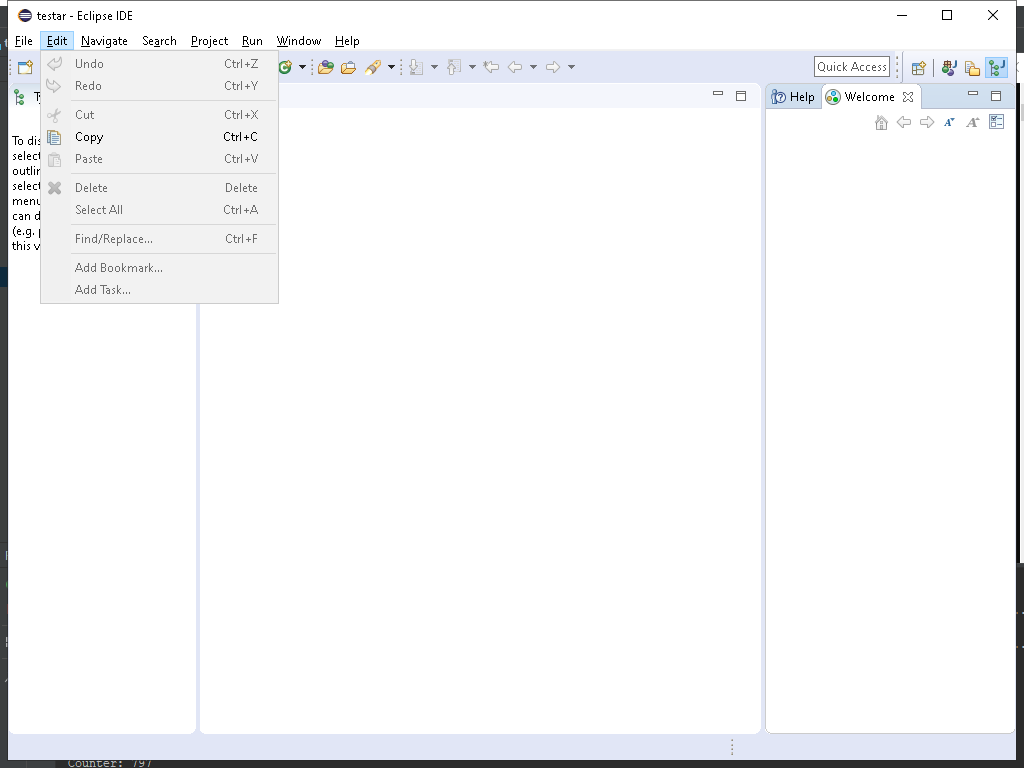 testar - Eclipse IDE
File Edit Navigate Search Project Run Window Help
Quick Access
Undo Ctrl+Z
Redo Ctrl+Y
Cut Ctrl+X
Copy Ctrl+C
Paste Ctrl+V
Delete Delete
Select All Ctrl+A
Find/Replace... Ctrl+F
Add Bookmark...
Add Task...
To
select
outlin
select
menu
can d
(e.g.
this v
Help Welcome
Counter: 797